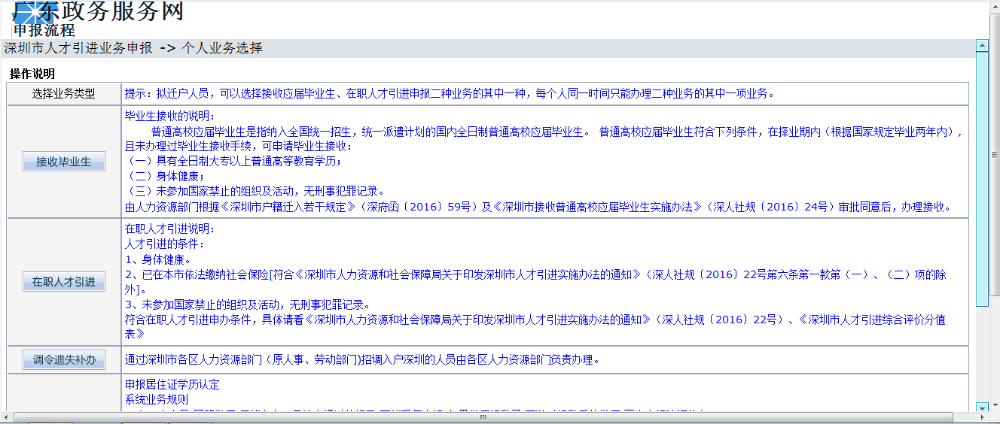 广东政务服务网
申报流程
深圳市人才引进业务申报 -> 个人业务选择
操作说明
选择业务类型
提示：拟迁户人员，可以选择接收应届毕业生、在职人才引进申报二种业务的其中一种，每个人同一时间只能办理二种业务的其中一项业务。
接收毕业生
毕业生接收的说明：
普通高校应届毕业生是指纳入全国统一招生，统一派遣计划的国内全日制普通高校应届毕业生。 普通高校应届毕业生符合下列条件，在择业期内（根据国家规定毕业两年内），
且未办理过毕业生接收手续，可申请毕业生接收：
（一）具有全日制大专以上普通高等教育学历；
（二）身体健康；
（三）未参加国家禁止的组织及活动，无刑事犯罪记录。
由人力资源部门根据《深圳市户籍迁入若干规定》（深府函〔2016〕59号）及《深圳市接收普通高校应届毕业生实施办法》（深人社规〔2016〕24号）审批同意后，办理接收。
在职人才引进
在职人才引进说明：
人才引进的条件：
1、身体健康。
2、已在本市依法缴纳社会保险[符合《深圳市人力资源和社会保障局关于印发深圳市人才引进实施办法的通知》（深人社规〔2016〕22号第六条第一款第（一）、（二）项的除
外]。
3、未参加国家禁止的组织及活动，无刑事犯罪记录。
符合在职人才引进申办条件，具体请看《深圳市人力资源和社会保障局关于印发深圳市人才引进实施办法的通知》（深人社规〔2016〕22号）、《深圳市人才引进综合评价分值
表》
调令遗失补办
通过深圳市各区人力资源部门（原人事、劳动部门)招调入户深圳的人员由各区人力资源部门负责办理。
申报居住证学历认定
系统业务规则